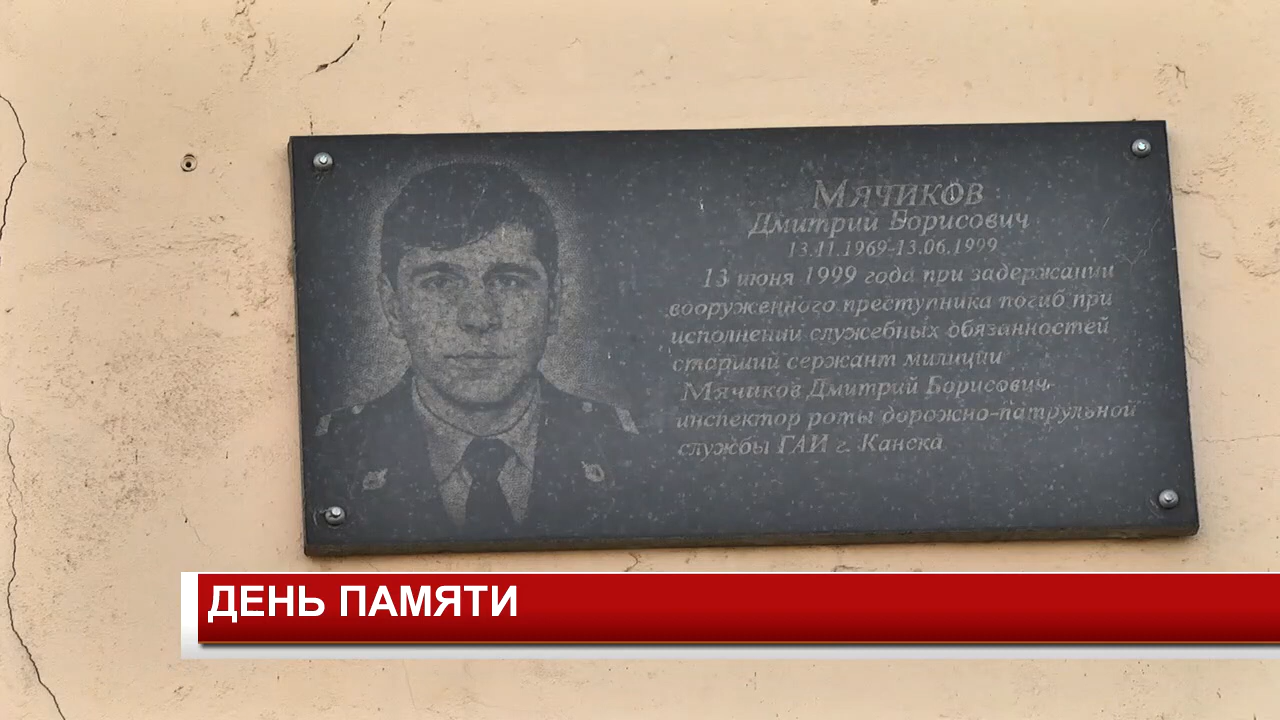 Мячиков
Дмитрий Борисович
13.11.1969-13.06.1999
13 июня 1999 года при задержании
вооруженного преступника погиб при
исполнении служебных обязанностей
старший сержант милиции
Мячиков Дмитрий Борисович-
инспектор роты дорожно-патрульной
службы ГАИ г. Канска
ДЕНЬ ПАМЯТИ